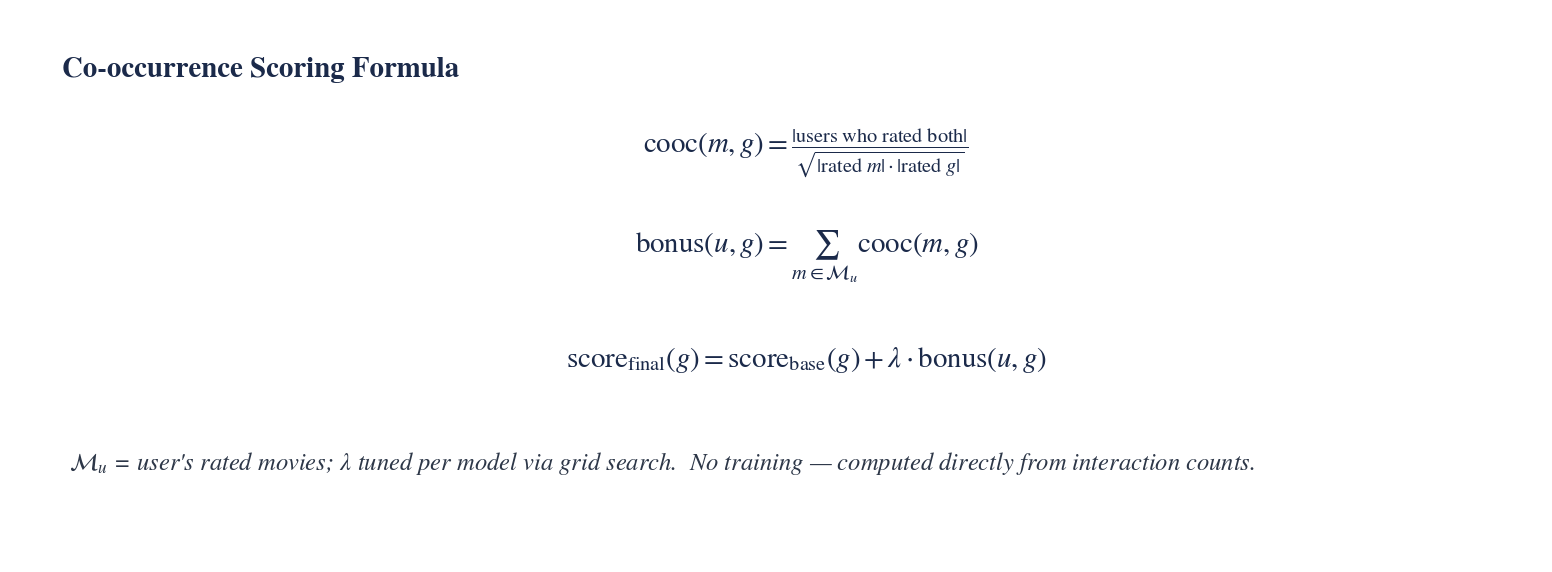 Co-occurrence Scoring Formula
cooc(m, g) = |users who rated both| / √|rated m| · |rated g|
bonus(u, g) = ∑_{m ∈ ℳ_u} cooc(m, g)
score_final(g) = score_base(g) + λ · bonus(u, g)
ℳ_u = user's rated movies; λ tuned per model via grid search. No training — computed directly from interaction counts.